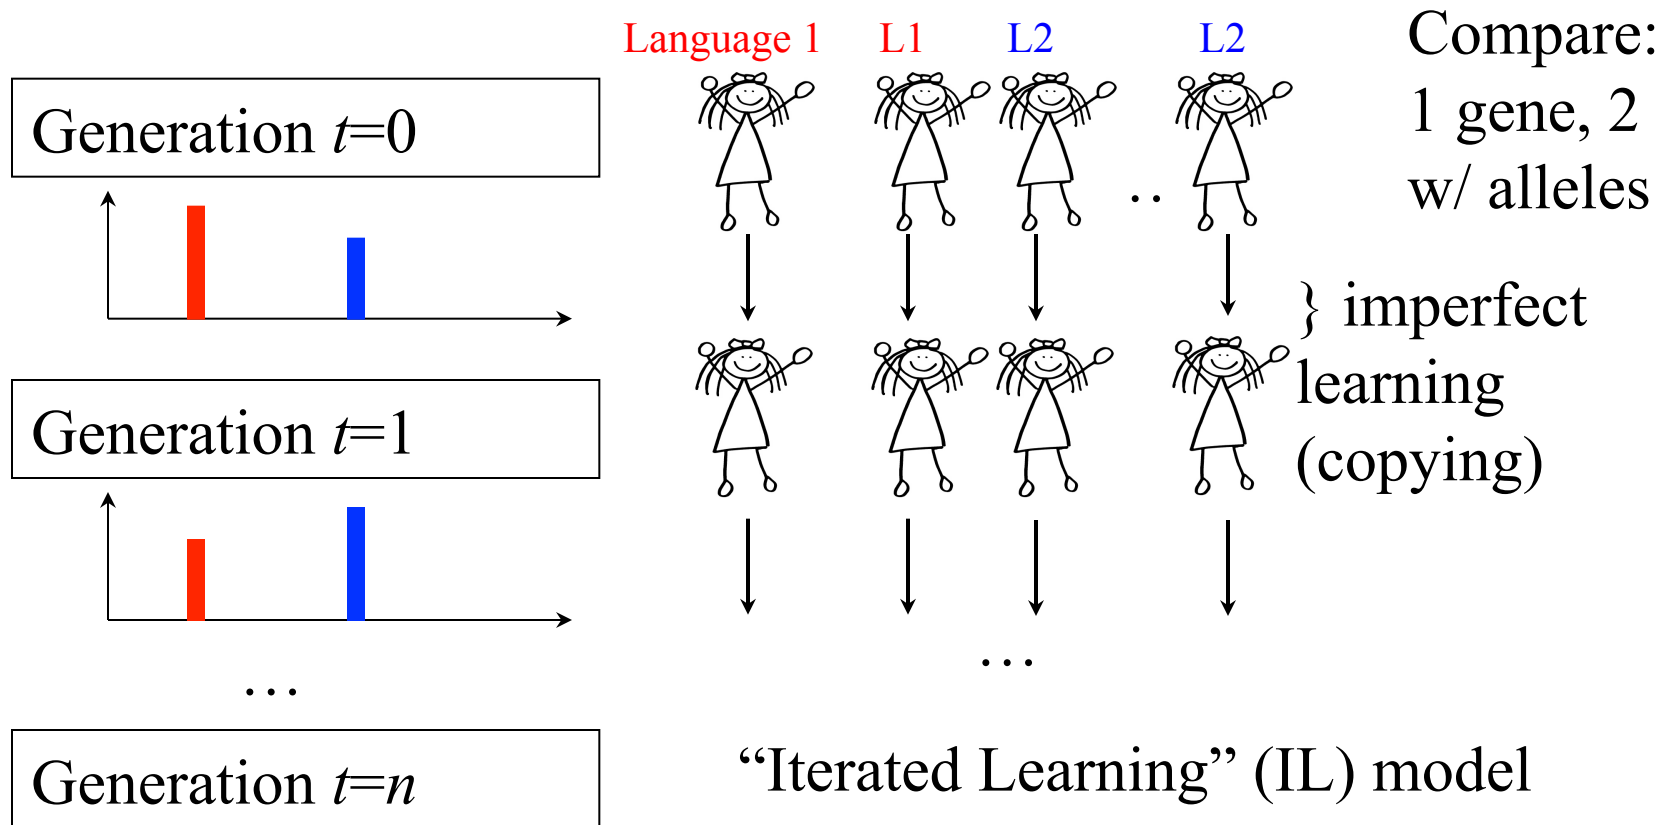 Language 1 L1 L2 L2
Compare:
1 gene, 2
w/ alleles
Generation t=0
..
} imperfect
learning
(copying)
Generation t=1
…
…
Generation t=n
“Iterated Learning” (IL) model